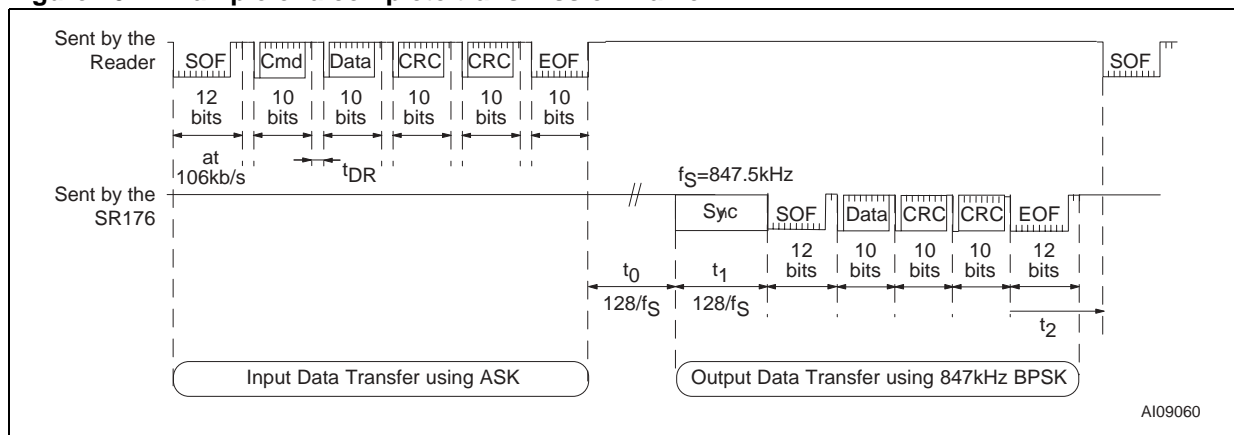 Sent by the
Reader
SOF
Cmd
Data
CRC
CRC
EOF
SOF
12
bits
10
bits
10
bits
10
bits
10
bits
10
bits
at
106kb/s
tDR
Sent by the
SR176
fS=847.5kHz
Sync
SOF
Data
CRC
CRC
EOF
12
bits
10
bits
10
bits
10
bits
12
bits
t0
128/fS
t1
128/fS
t2
Input Data Transfer using ASK
Output Data Transfer using 847kHz BPSK
AI09060